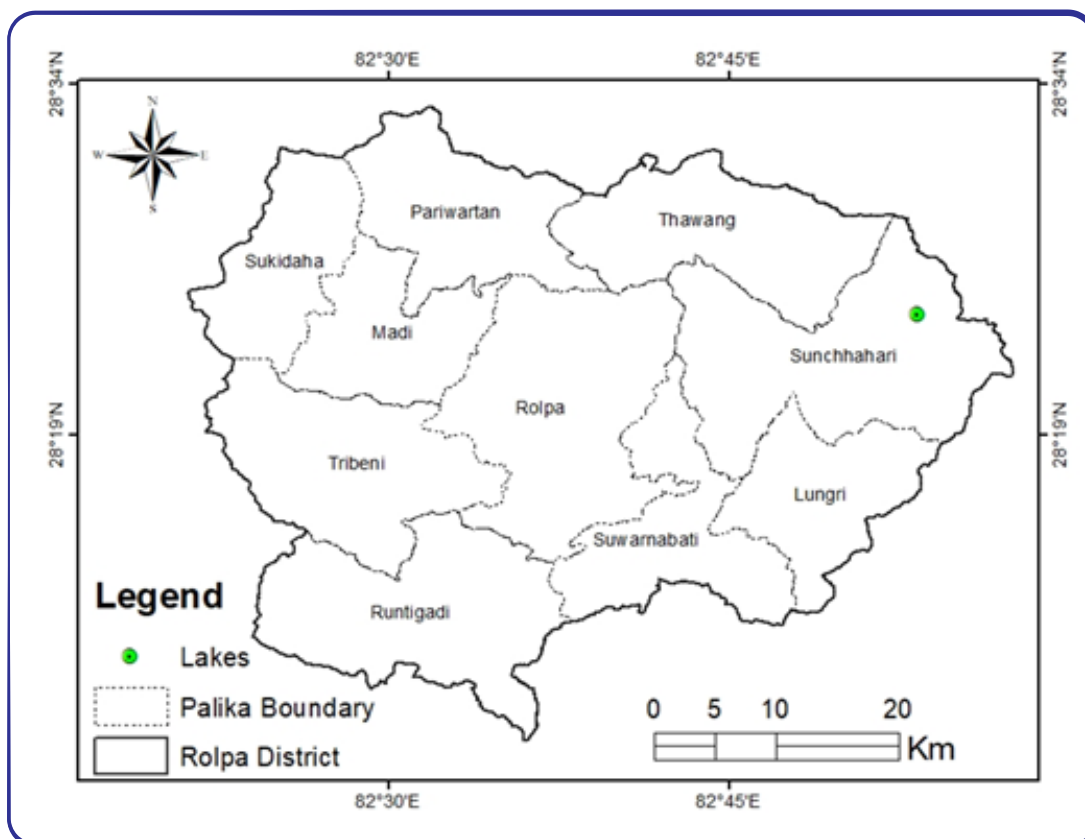 82°30'E 82°45'E
28°34'N 28°34'N
N
W E
S
Pariwartan
Thawang
Sukidaha
Madi
Sunchhahari
Rolpa
28°19'N 28°19'N
Tribeni
Lungri
Suwarnabati
Runtigadi
Legend
Lakes
Palika Boundary
Rolpa District
0 5 10 20
Km
82°30'E 82°45'E